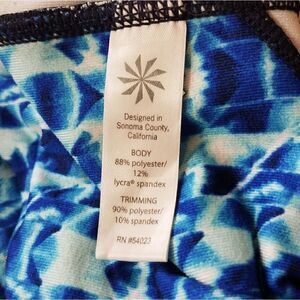 Designed in
Sonoma County,
California
BODY
88% polyester/
12%
lycra® spandex
TRIMMING
90% polyester/
10% spandex
RN #54023